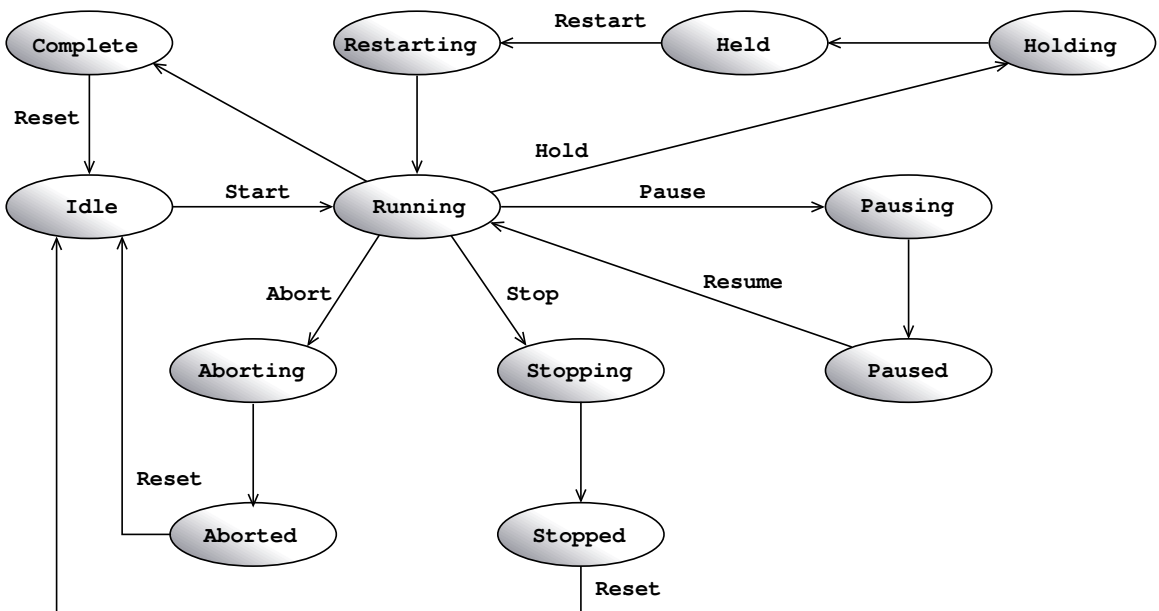 Restart
Complete
Restarting
Held
Holding
Reset
Hold
Start
Pause
Idle
Running
Pausing
Resume
Abort
Stop
Aborting
Stopping
Paused
Reset
Aborted
Stopped
Reset